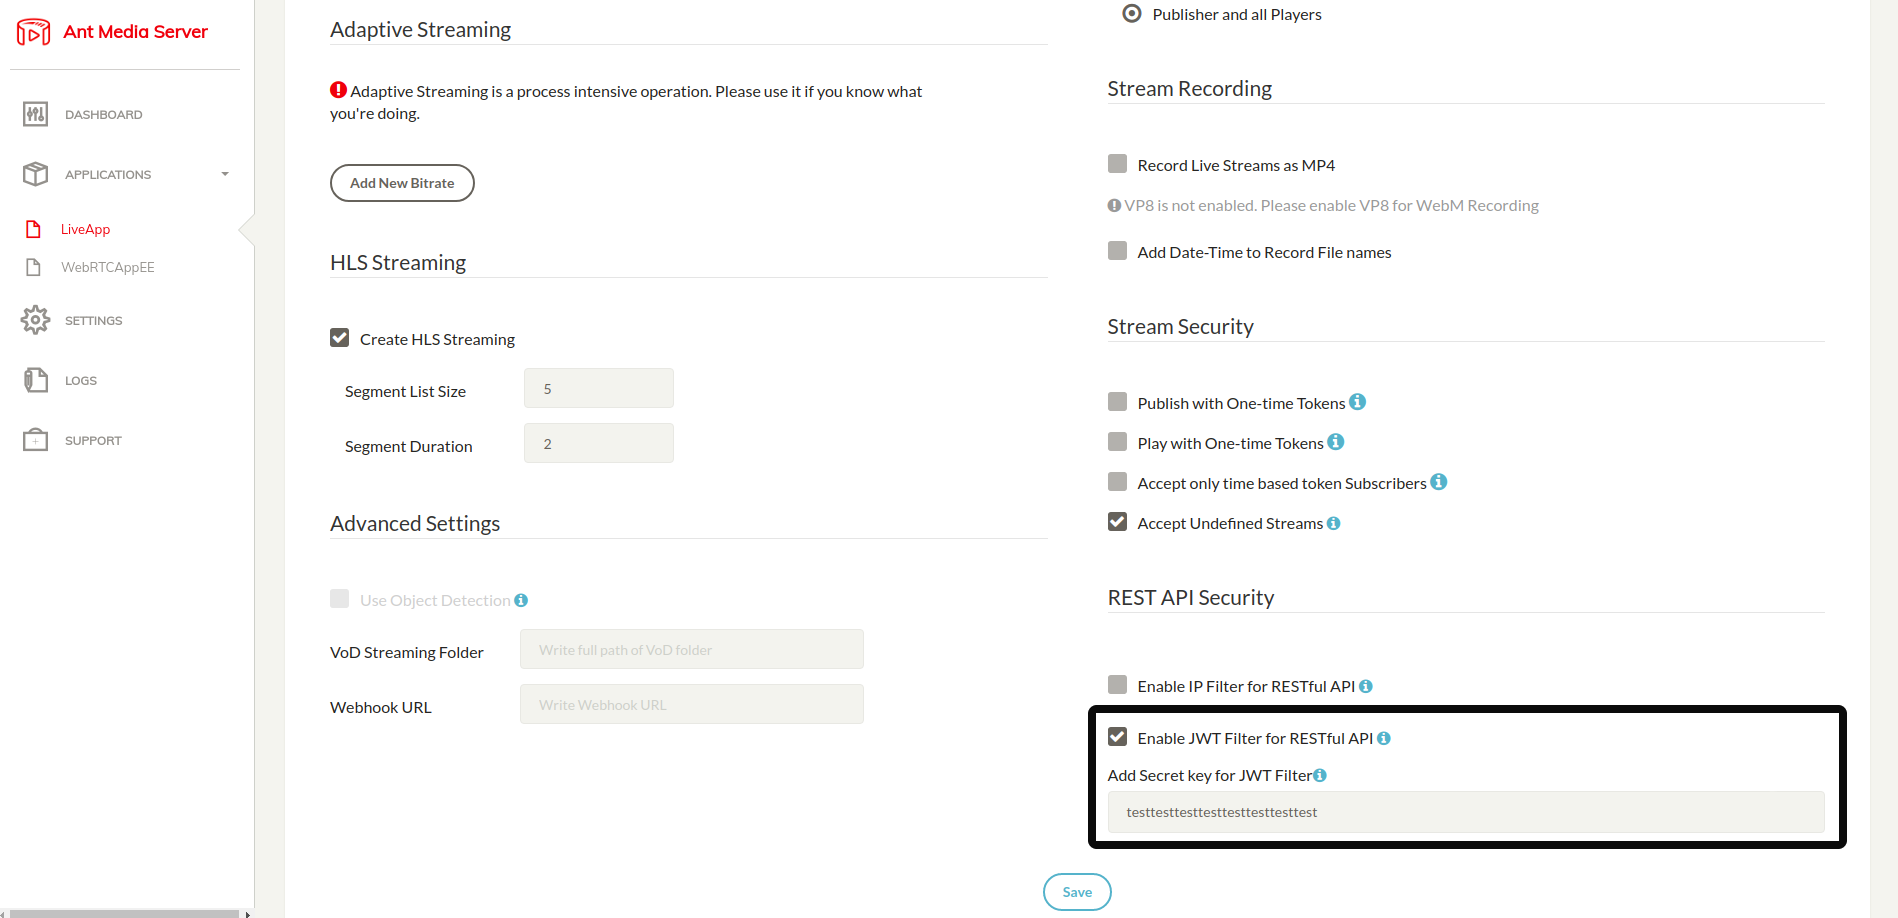 Ant Media Server
DASHBOARD
APPLICATIONS
LiveApp
WebRTCAppEE
SETTINGS
LOGS
SUPPORT
Adaptive Streaming
Adaptive Streaming is a process intensive operation. Please use it if you know what
you're doing.
Add New Bitrate
HLS Streaming
Create HLS Streaming
Segment List Size
5
Segment Duration
2
Advanced Settings
Use Object Detection
VoD Streaming Folder
Write full path of VoD folder
Webhook URL
Write Webhook URL
Publisher and all Players
Stream Recording
Record Live Streams as MP4
VP8 is not enabled. Please enable VP8 for WebM Recording
Add Date-Time to Record File names
Stream Security
Publish with One-time Tokens
Play with One-time Tokens
Accept only time based token Subscribers
Accept Undefined Streams
REST API Security
Enable IP Filter for RESTful API
Enable JWT Filter for RESTful API
Add Secret key for JWT Filter
testtesttesttesttesttesttesttest
Save